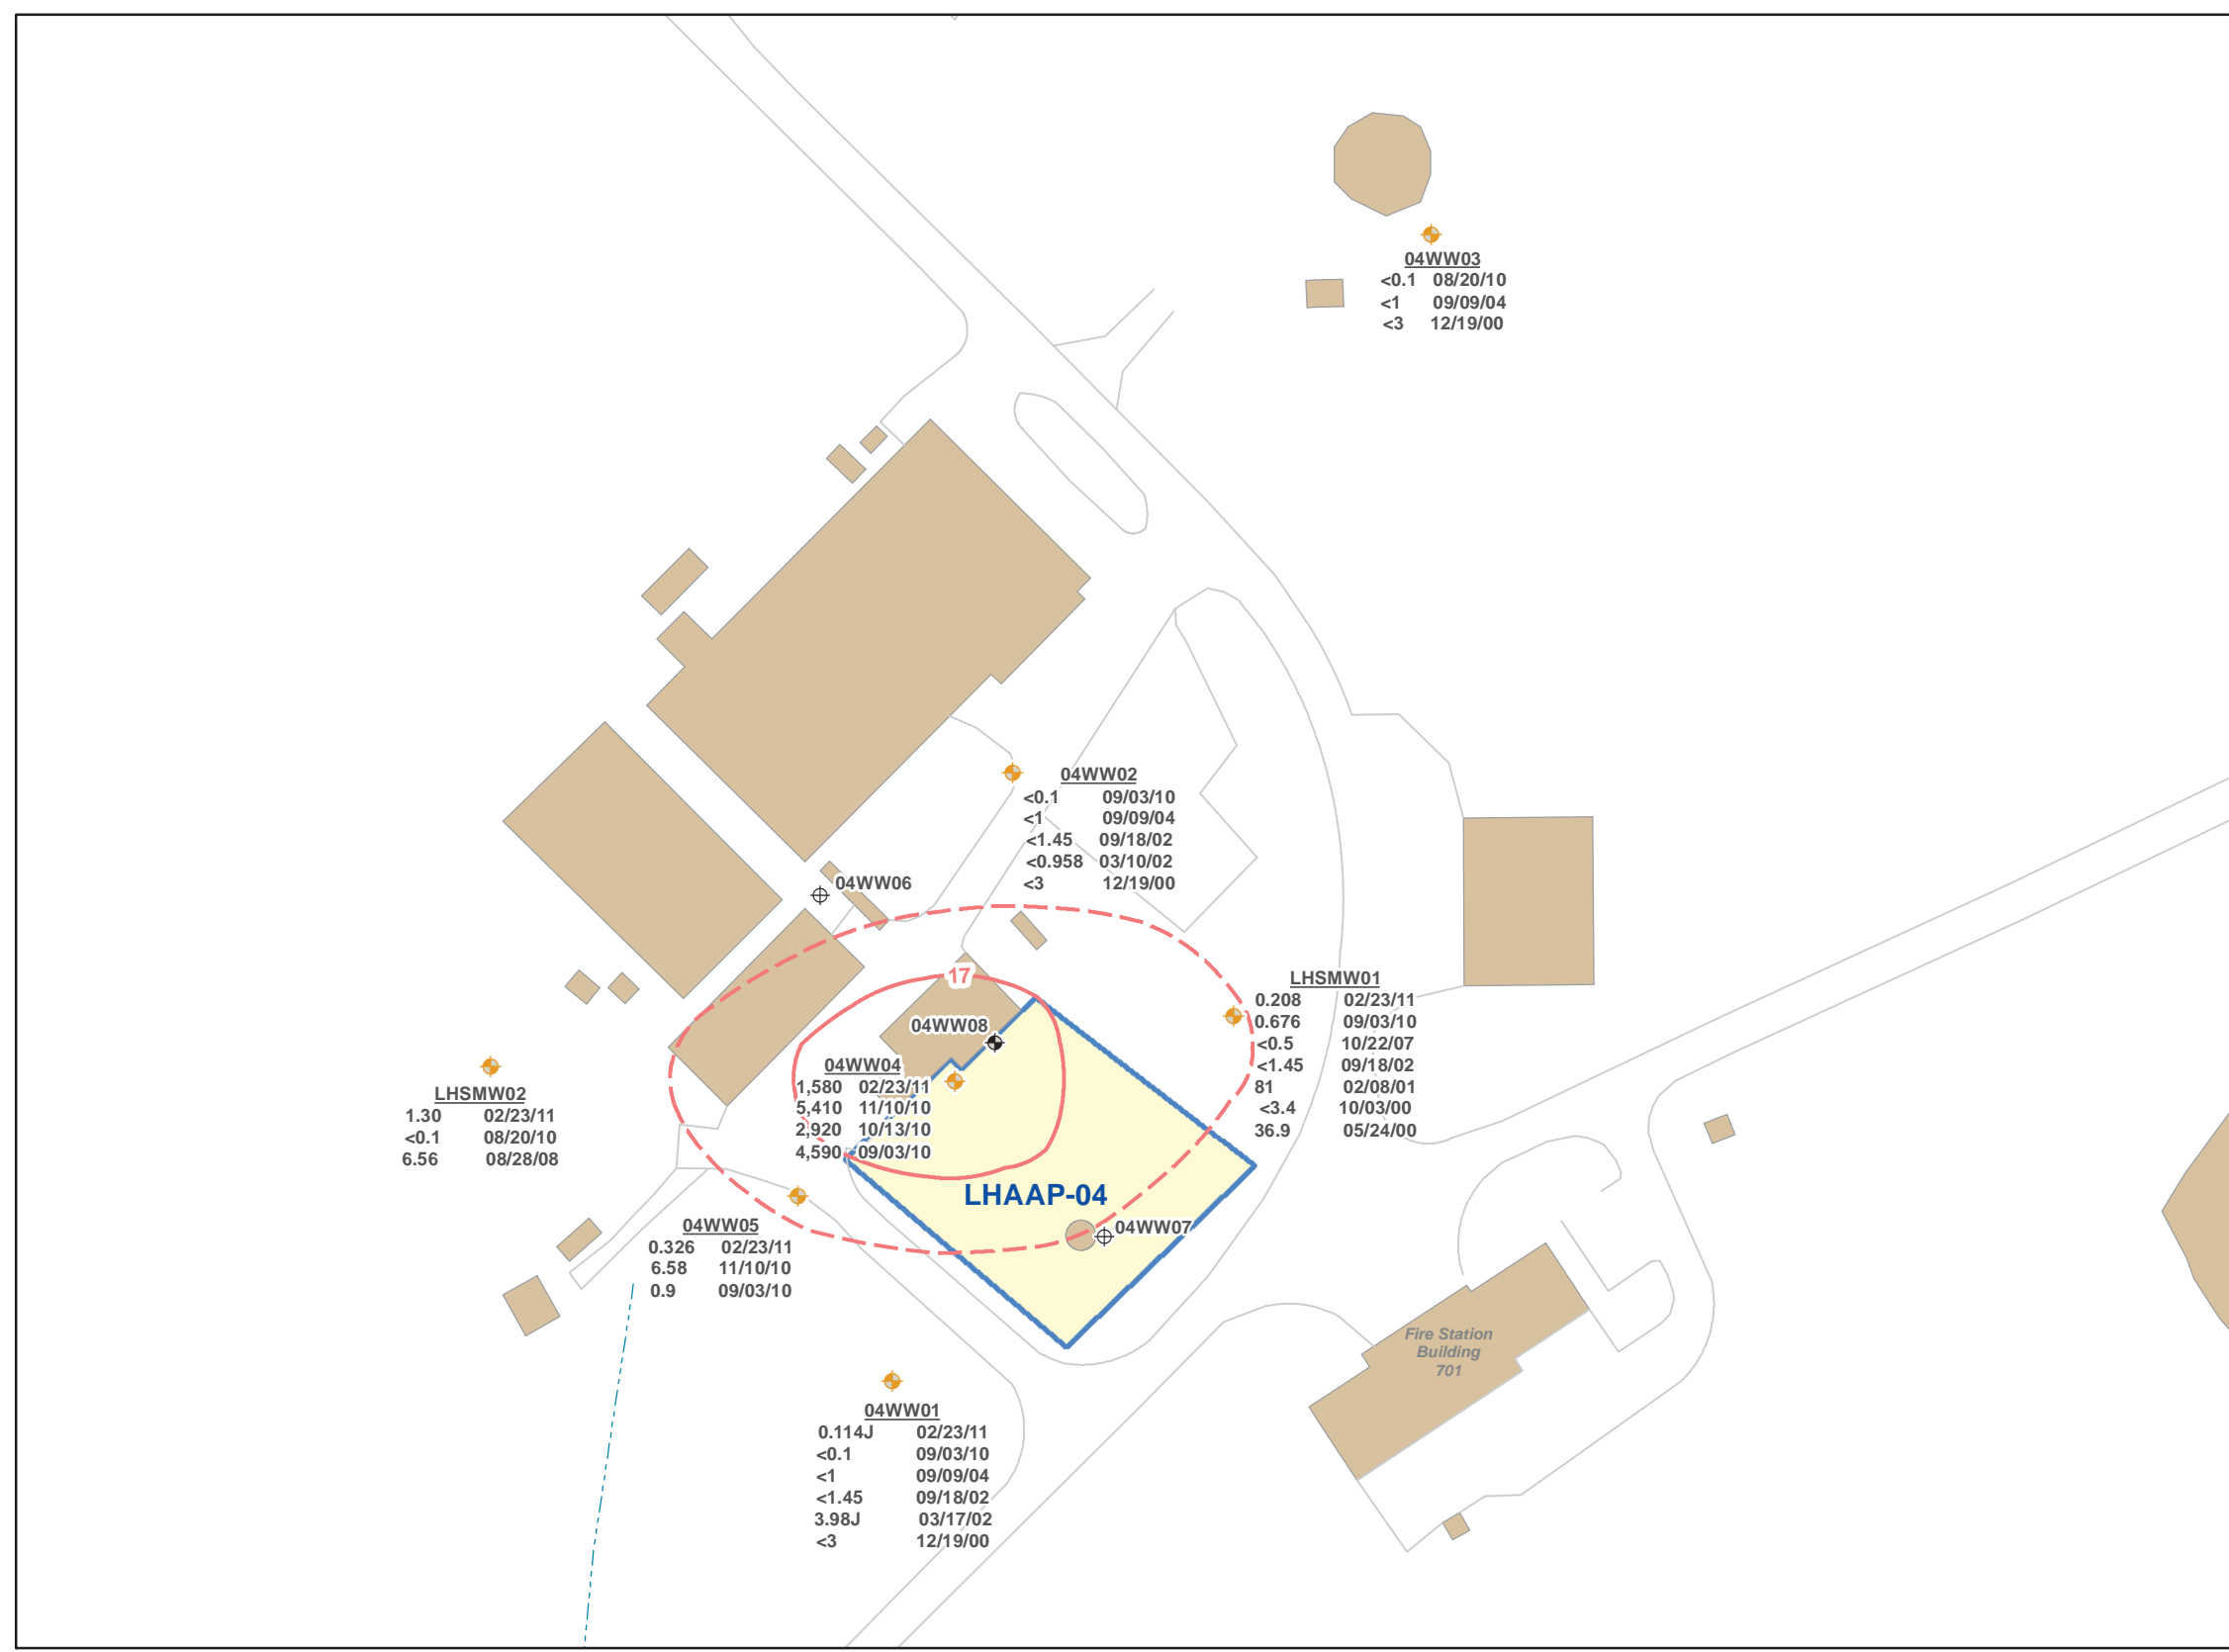 04WW03
<0.1 08/20/10
<1 09/09/04
<3 12/19/00
04WW02
<0.1 09/03/10
<1 09/09/04
<1.45 09/18/02
<0.958 03/10/02
<3 12/19/00
04WW06
17
04WW08
LHSMW01
0.208 02/23/11
0.676 09/03/10
<0.5 10/22/07
<1.45 09/18/02
81 02/08/01
<3.4 10/03/00
36.9 05/24/00
04WW04
1,580 02/23/11
5,410 11/10/10
2,920 10/13/10
4,590 09/03/10
LHSMW02
1.30 02/23/11
<0.1 08/20/10
6.56 08/28/08
LHAAP-04
04WW07
04WW05
0.326 02/23/11
6.58 11/10/10
0.9 09/03/10
Fire Station
Building
701
04WW01
0.114J 02/23/11
<0.1 09/03/10
<1 09/09/04
<1.45 09/18/02
3.98J 03/17/02
<3 12/19/00